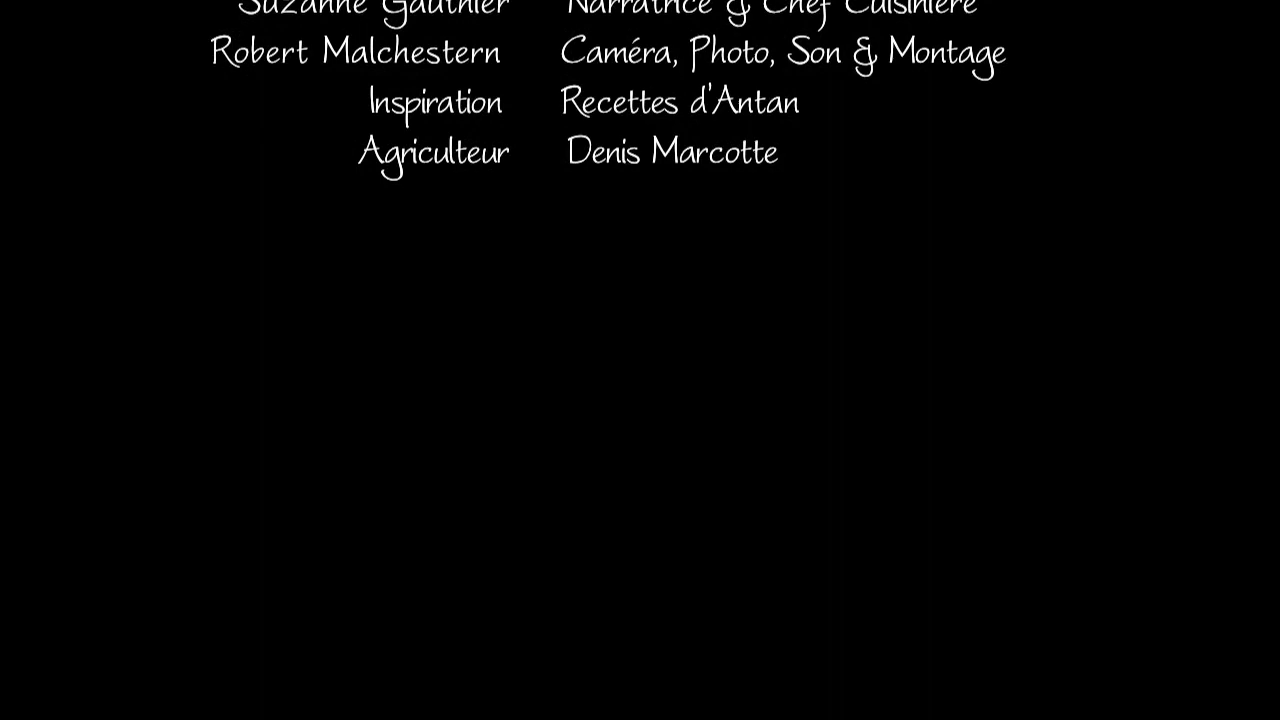 Suzanne Gauthier Narratrice & Chef Cuisinière
Robert Malchestern Caméra, Photo, Son & Montage
Inspiration Recettes d'Antan
Agriculteur Denis Marcotte